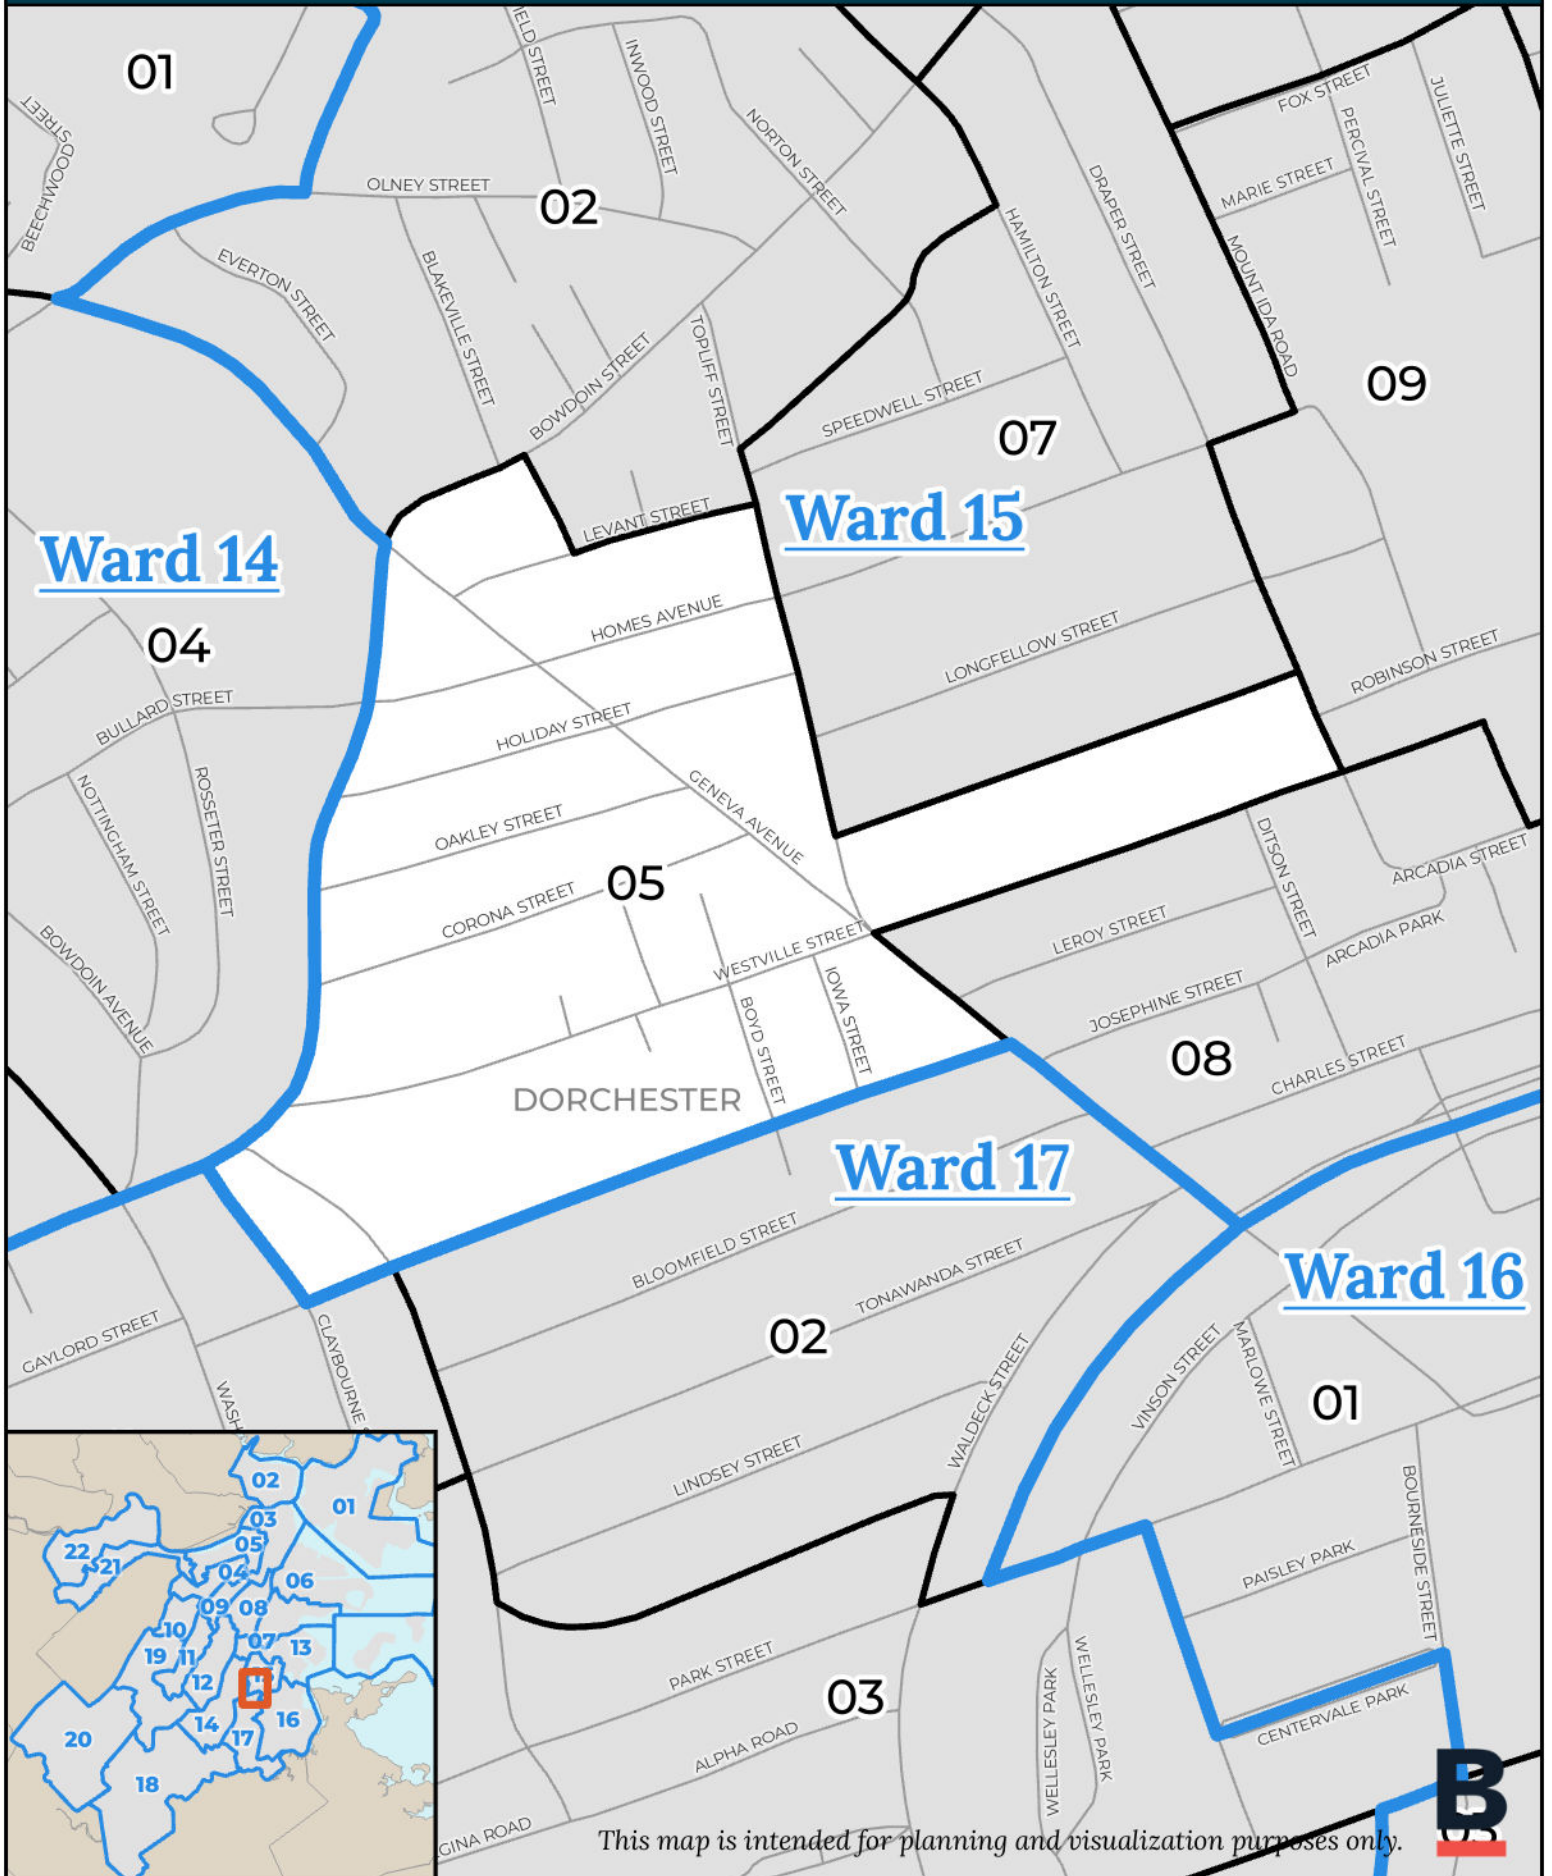 01
02
04
05
07
08
09
02
01
03
Ward 14
Ward 15
Ward 17
Ward 16
DORCHESTER
BEECHWOOD
STREET
OLNEY STREET
INWOOD STREET
NORTON STREET
EVERTON STREET
BLAKEVILLE STREET
BOWDOIN STREET
TOPLIFF STREET
LEVANT STREET
SPEEDWELL STREET
HAMILTON STREET
DRAPER STREET
MOUNT IDA ROAD
FOX STREET
MARIE STREET
PERCIVAL STREET
JULIETTE STREET
HOMES AVENUE
LONGFELLOW STREET
ROBINSON STREET
BULLARD STREET
ROSSETER STREET
NOTTINGHAM STREET
BOWDOIN AVENUE
HOLIDAY STREET
OAKLEY STREET
CORONA STREET
GENEVA AVENUE
WESTVILLE STREET
BOYD STREET
IOWA STREET
DITSON STREET
ARCADIA STREET
ARCADIA PARK
LEROY STREET
JOSEPHINE STREET
CHARLES STREET
BLOOMFIELD STREET
TONAWANDA STREET
GAYLORD STREET
CLAYBOURNE
LINDSEY STREET
WALDECK STREET
VINSON STREET
MARLOWE STREET
BOURNESIDE STREET
PAISLEY PARK
CENTERVALE PARK
WELLESLEY PARK
WELLESLEY PARK
PARK STREET
ALPHA ROAD
02
01
03
05
22
21
04
06
09
08
10
07
13
19
11
12
14
16
17
20
18
This map is intended for planning and visualization purposes only.
B